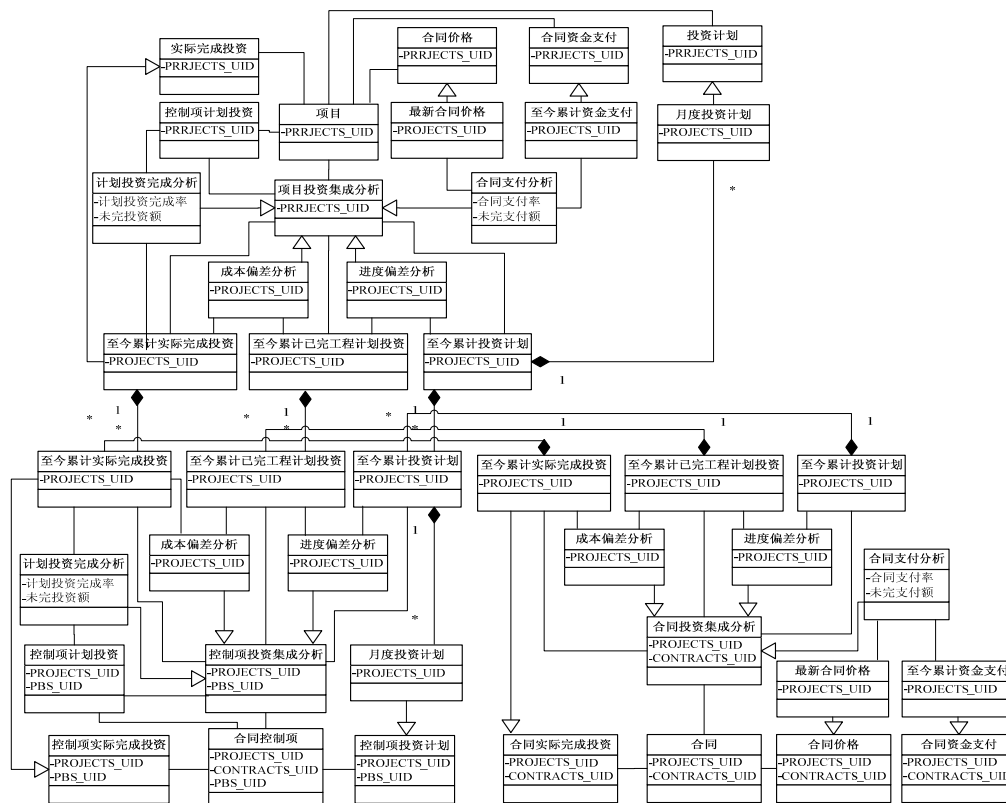 合同价格
-PRRJECTS_UID
合同资金支付
-PRRJECTS_UID
投资计划
-PRRJECTS_UID
实际完成投资
-PRRJECTS_UID
控制项计划投资
-PRRJECTS_UID
项目
-PRRJECTS_UID
最新合同价格
-PROJECTS_UID
至今累计资金支付
-PROJECTS_UID
月度投资计划
-PROJECTS_UID
计划投资完成分析
-计划投资完成率
-未完投资额
项目投资集成分析
-PRRJECTS_UID
合同支付分析
-合同支付率
-未完支付额
*
成本偏差分析
-PROJECTS_UID
进度偏差分析
-PROJECTS_UID
至今累计实际完成投资
-PROJECTS_UID
至今累计已完工程计划投资
-PROJECTS_UID
至今累计投资计划
-PROJECTS_UID
1
* 1 * 1 * 1
* * *
1 1 1
至今累计实际完成投资
-PROJECTS_UID
至今累计已完工程计划投资
-PROJECTS_UID
至今累计投资计划
-PROJECTS_UID
至今累计实际完成投资
-PROJECTS_UID
至今累计已完工程计划投资
-PROJECTS_UID
至今累计投资计划
-PROJECTS_UID
1
计划投资完成分析
-计划投资完成率
-未完投资额
成本偏差分析
-PROJECTS_UID
进度偏差分析
-PROJECTS_UID
成本偏差分析
-PROJECTS_UID
进度偏差分析
-PROJECTS_UID
合同支付分析
-合同支付率
-未完支付额
*
控制项计划投资
-PROJECTS_UID
-PBS_UID
控制项投资集成分析
-PROJECTS_UID
-PBS_UID
月度投资计划
-PROJECTS_UID
合同投资集成分析
-PROJECTS_UID
-CONTRACTS_UID
最新合同价格
-PROJECTS_UID
至今累计资金支付
-PROJECTS_UID
控制项实际完成投资
-PROJECTS_UID
-PBS_UID
合同控制项
-PROJECTS_UID
-CONTRACTS_UID
-PBS_UID
控制项投资计划
-PROJECTS_UID
-PBS_UID
合同实际完成投资
-PROJECTS_UID
-CONTRACTS_UID
合同
-PROJECTS_UID
-CONTRACTS_UID
合同价格
-PROJECTS_UID
-CONTRACTS_UID
合同资金支付
-PROJECTS_UID
-CONTRACTS_UID